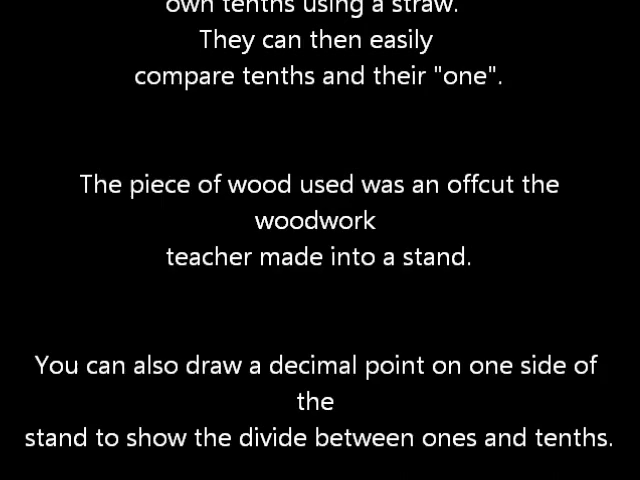 own tenths using a straw.
They can then easily
compare tenths and their "one".
The piece of wood used was an offcut the
woodwork
teacher made into a stand.
You can also draw a decimal point on one side of
the
stand to show the divide between ones and tenths.